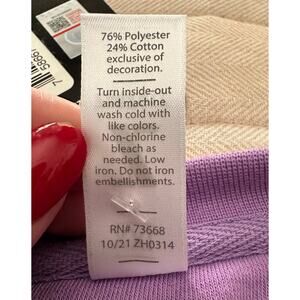 76% Polyester
24% Cotton
exclusive of
decoration.
Turn inside-out
and machine
wash cold with
like colors.
Non-chlorine
bleach as
needed. Low
iron. Do not iron
embellishments.
RN# 73668
10/21 ZH0314